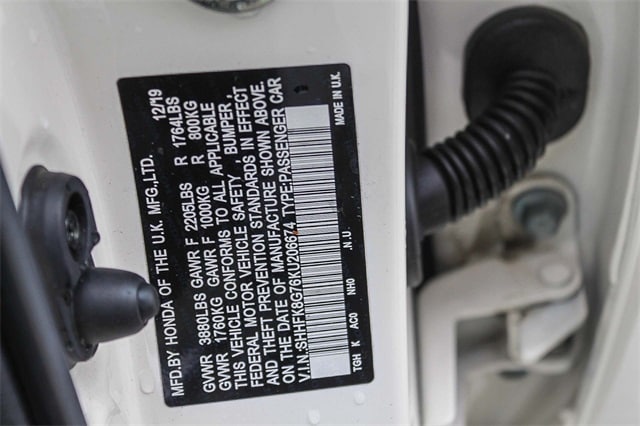 MFD.BY HONDA OF THE U.K. MFG.,LTD. 12/19
GVWR 3880LBS GAWR F 2205LBS R 1764LBS
GVWR 1760KG GAWR F 1000KG R 800KG
THIS VEHICLE CONFORMS TO ALL APPLICABLE
FEDERAL MOTOR VEHICLE SAFETY , BUMPER ,
AND THEFT PREVENTION STANDARDS IN EFFECT
ON THE DATE OF MANUFACTURE SHOWN ABOVE.
V.I.N.:SHHFK8G76KU206674 TYPE:PASSENGER CAR
TGH K AC0 NHO N.U. MADE IN U.K.